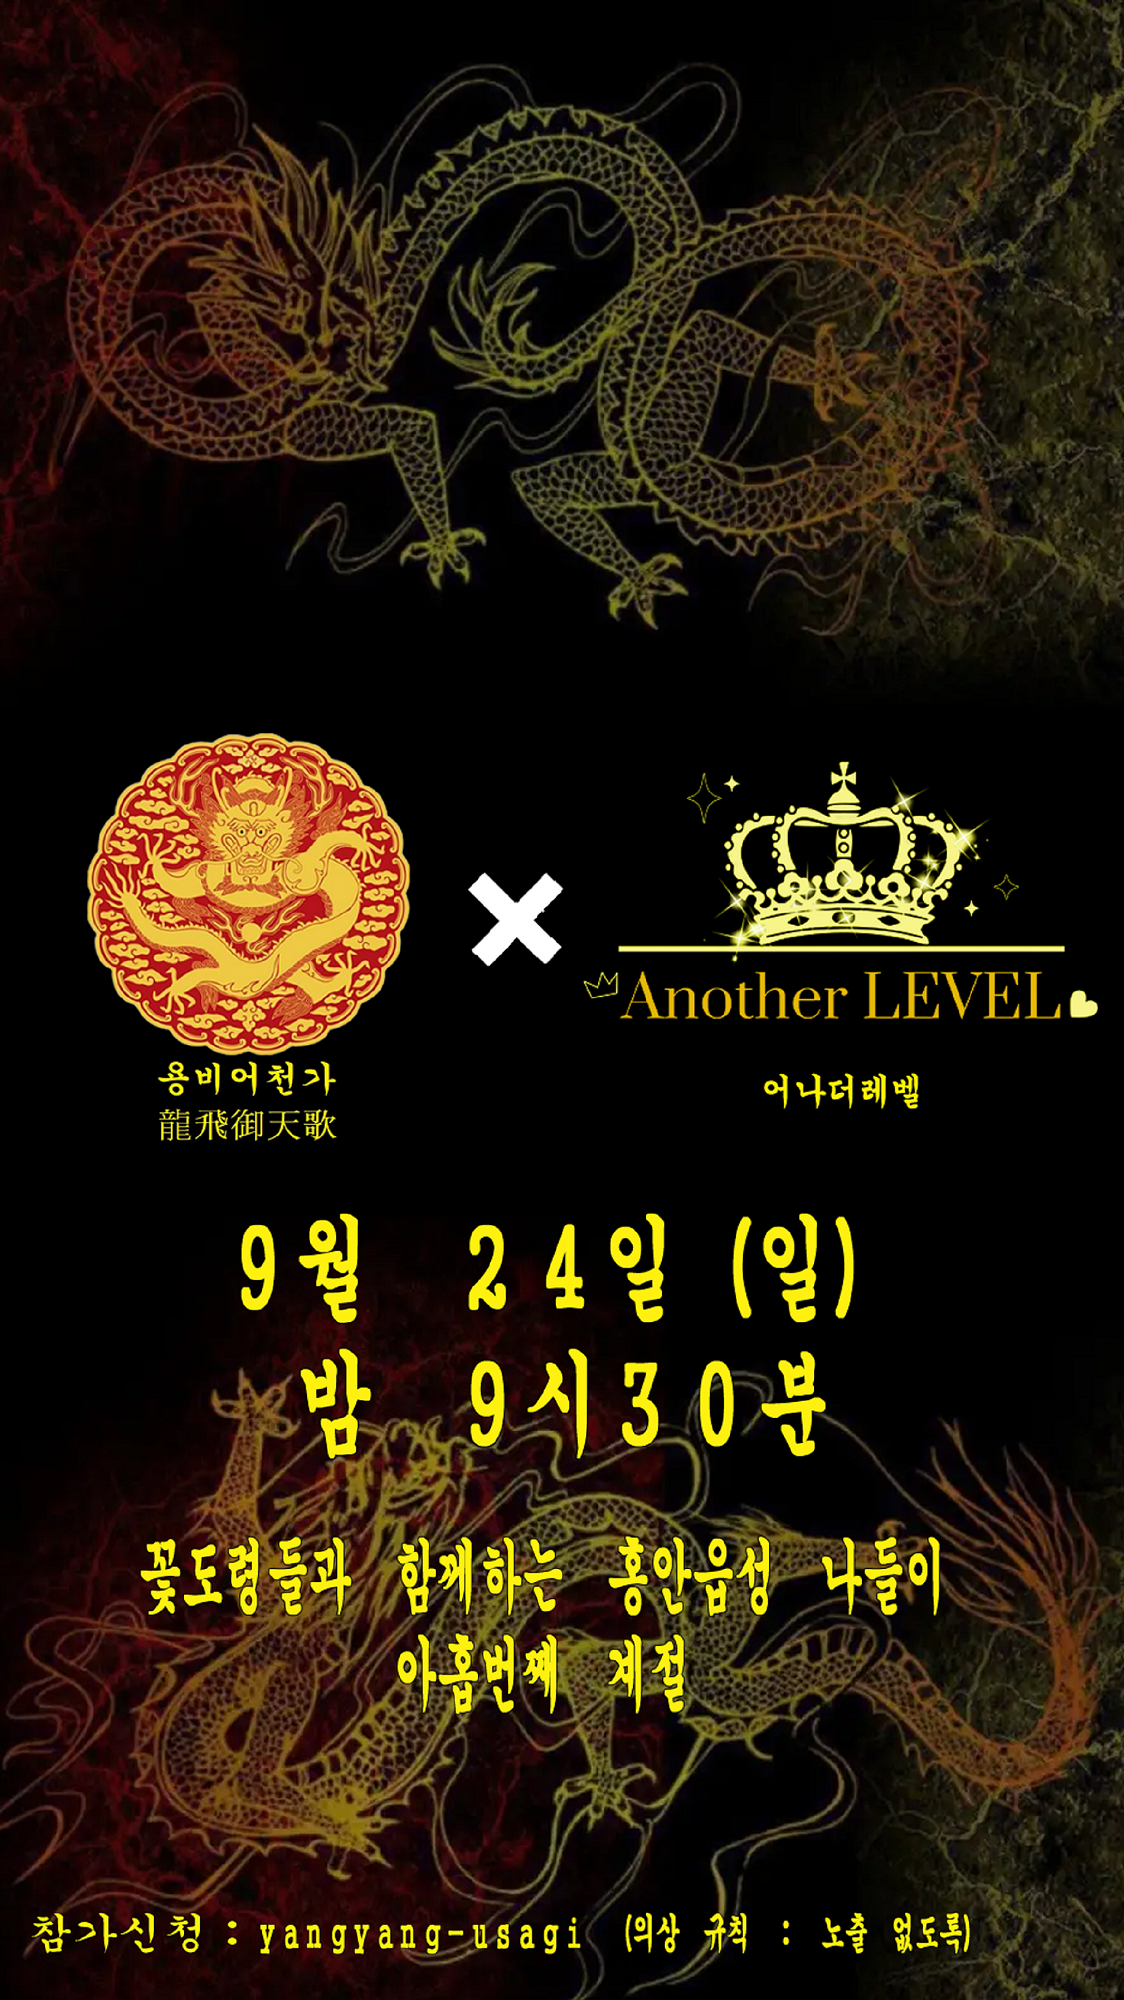 용비어천가
龍飛御天歌
Another LEVEL
어나더레벨
9월 24일 (일)
밤 9시30분
꽃도령들과 함께하는 홍안읍성 나들이
아홉번째 계절
참가신청 : yangyang-usagi (의상 규칙 : 노출 없도록)